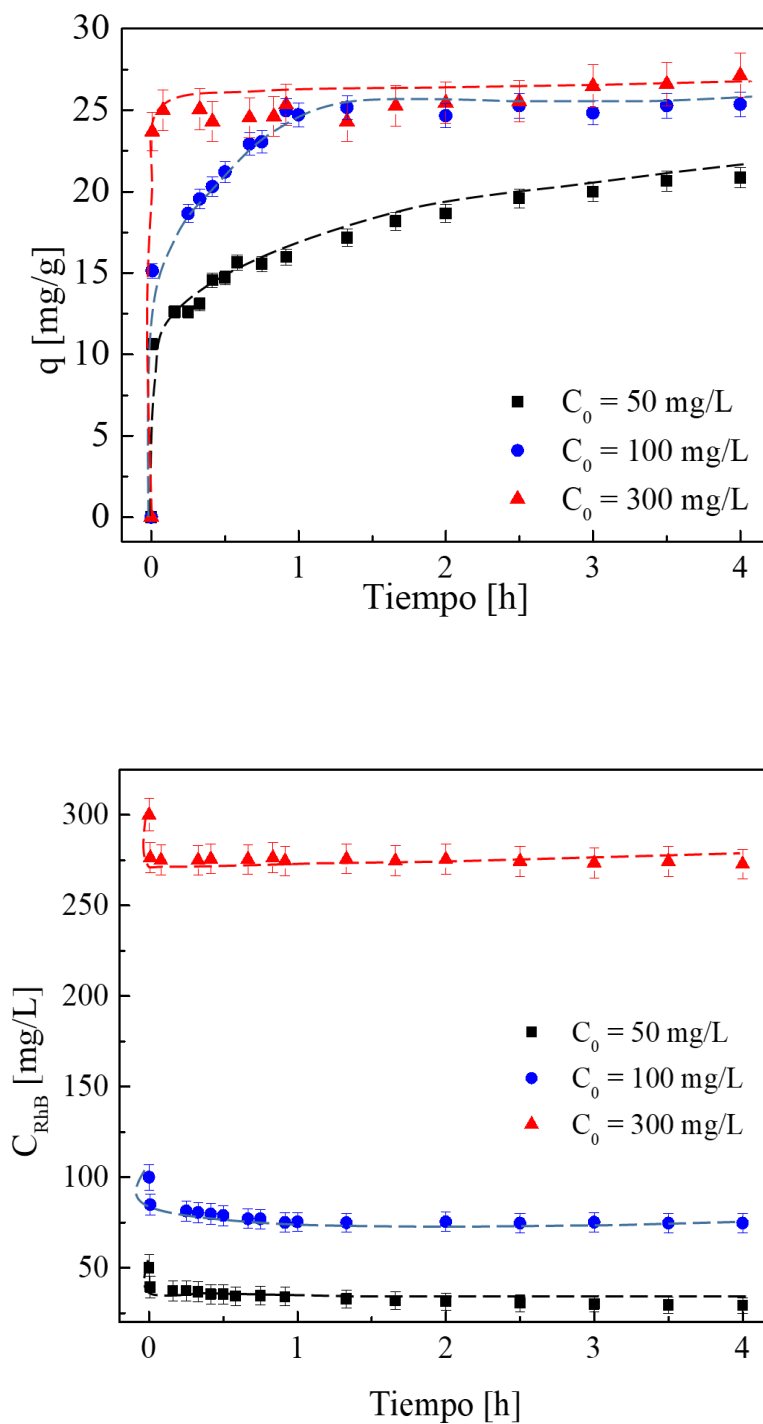 30
25
20
15
10
5
0
q [mg/g]
C₀ = 50 mg/L
C₀ = 100 mg/L
C₀ = 300 mg/L
0 1 2 3 4
Tiempo [h]
300
250
200
150
100
50
C_RhB [mg/L]
C₀ = 50 mg/L
C₀ = 100 mg/L
C₀ = 300 mg/L
0 1 2 3 4
Tiempo [h]